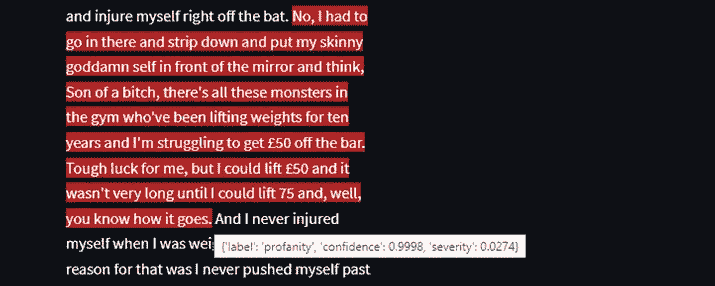 and injure myself right off the bat. No, I had to
go in there and strip down and put my skinny
goddamn self in front of the mirror and think,
Son of a bitch, there's all these monsters in
the gym who've been lifting weights for ten
years and I'm struggling to get £50 off the bar.
Tough luck for me, but I could lift £50 and it
wasn't very long until I could lift 75 and, well,
you know how it goes. And I never injured
myself when I was wei
{'label': 'profanity', 'confidence': 0.9998, 'severity': 0.0274}
reason for that was I never pushed myself past